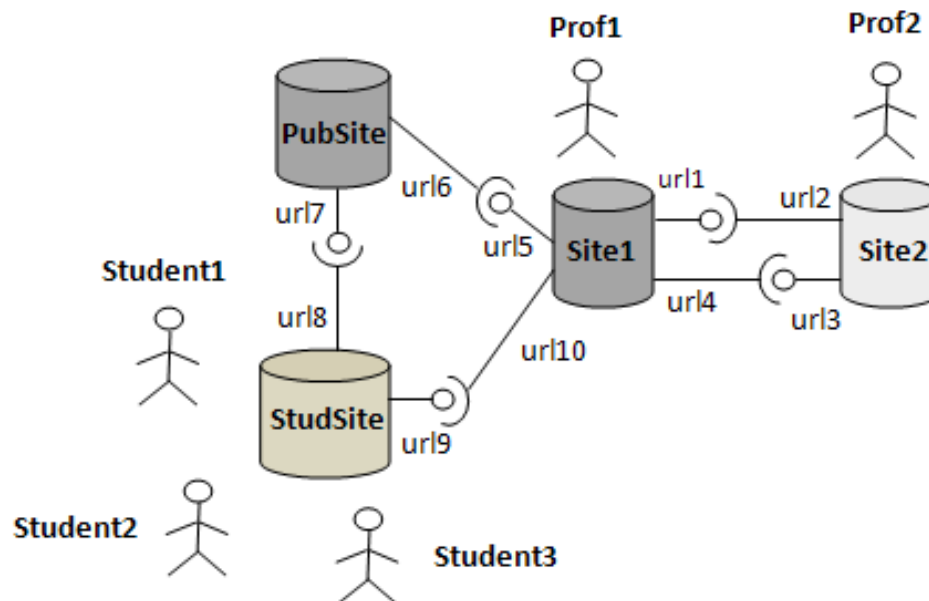 Prof1
Prof2
PubSite
url6
url1
url2
url7
url5
Site1
Site2
Student1
url4
url3
url8
url10
StudSite
url9
Student2
Student3